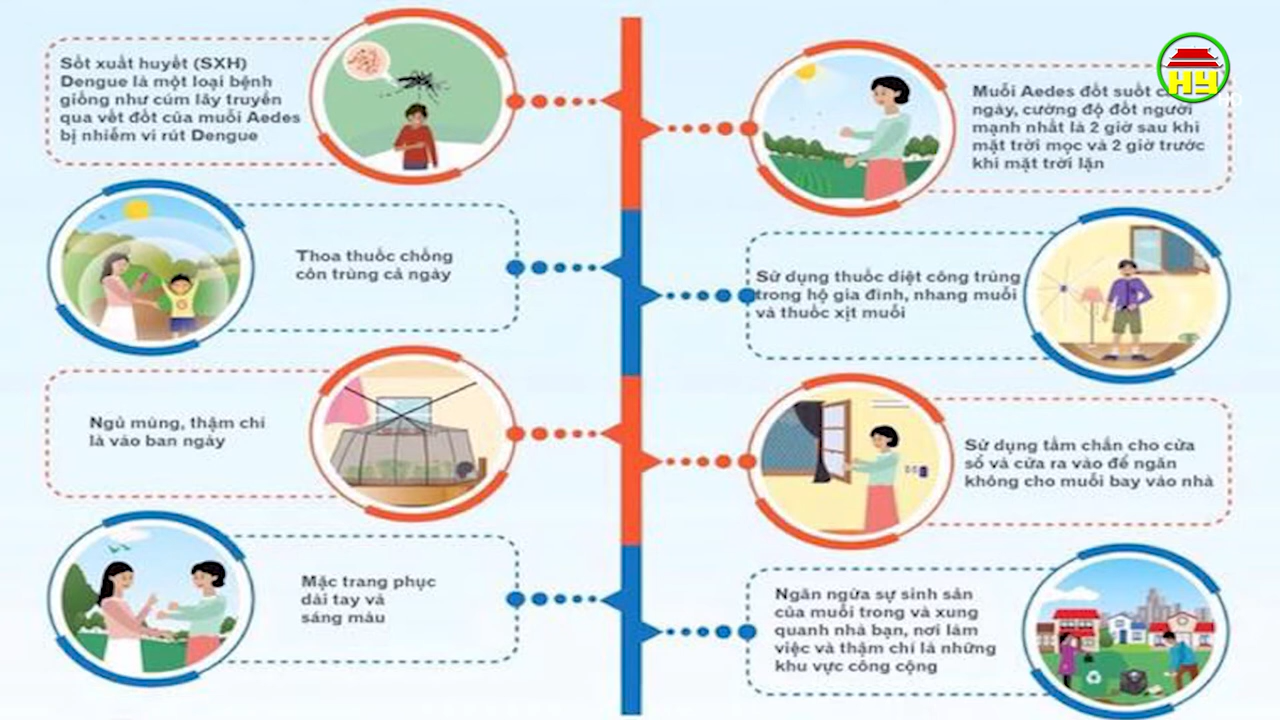 Sốt xuất huyết (SXH)
Dengue là một loại bệnh
giống như cúm lây truyền
qua vết đốt của muỗi Aedes
bị nhiễm vi rút Dengue
HY
Muỗi Aedes đốt suốt
ngày, cường độ đốt người
mạnh nhất là 2 giờ sau khi
mặt trời mọc và 2 giờ trước
khi mặt trời lặn
Thoa thuốc chống
côn trùng cả ngày
Sử dụng thuốc diệt công trùng
trong hộ gia đình, nhang muỗi
và thuốc xịt muỗi
Ngủ mùng, thậm chí
là vào ban ngày
Sử dụng tấm chắn cho cửa
sổ và cửa ra vào để ngăn
không cho muỗi bay vào nhà
Mặc trang phục
dài tay và
sáng màu
Ngăn ngừa sự sinh sản
của muỗi trong và xung
quanh nhà bạn, nơi làm
việc và thậm chí là những
khu vực công cộng